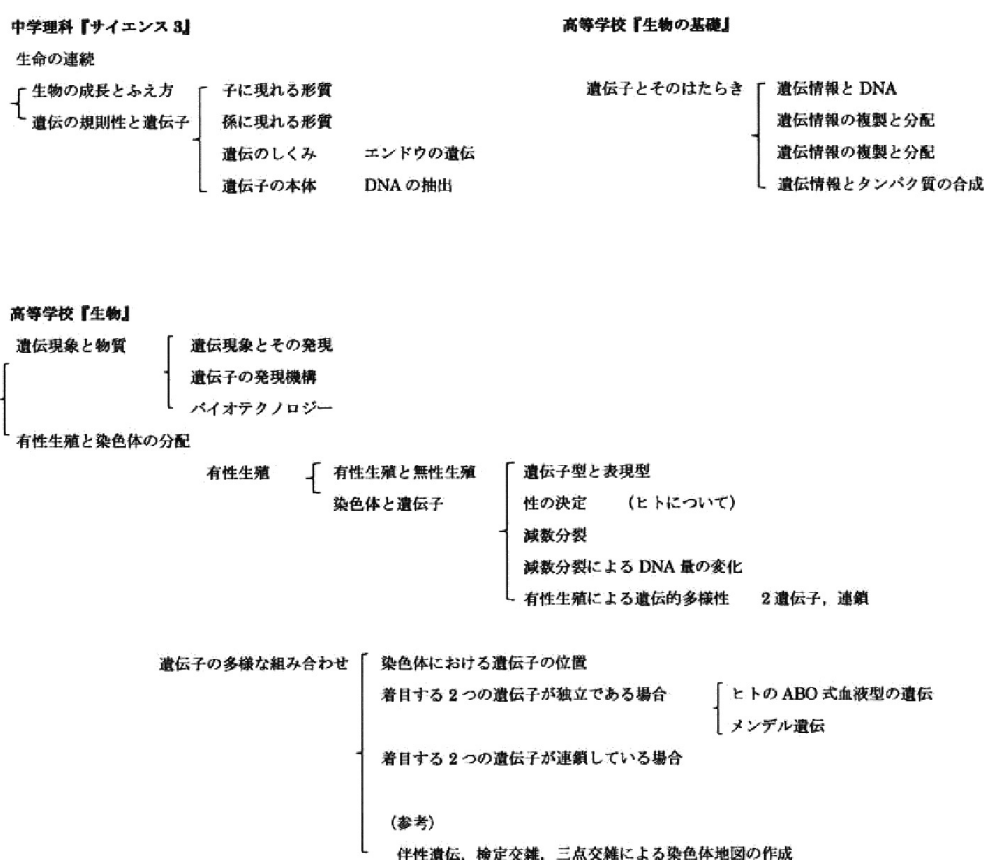 中学理科『サイエンス 3』
生命の連続
生物の成長とふえ方
遺伝の規則性と遺伝子
子に現れる形質
孫に現れる形質
遺伝のしくみ　エンドウの遺伝
遺伝子の本体　DNA の抽出
高等学校『生物の基礎』
遺伝子とそのはたらき
遺伝情報と DNA
遺伝情報の複製と分配
遺伝情報の複製と分配
遺伝情報とタンパク質の合成
高等学校『生物』
遺伝現象と物質
遺伝現象とその発現
遺伝子の発現機構
バイオテクノロジー
有性生殖と染色体の分配
有性生殖
有性生殖と無性生殖
染色体と遺伝子
遺伝子型と表現型
性の決定　（ヒトについて）
減数分裂
減数分裂による DNA 量の変化
有性生殖による遺伝的多様性　2 遺伝子，連鎖
遺伝子の多様な組み合わせ
染色体における遺伝子の位置
着目する 2 つの遺伝子が独立である場合
ヒトの ABO 式血液型の遺伝
メンデル遺伝
着目する 2 つの遺伝子が連鎖している場合
（参考）
伴性遺伝，検定交雑，三点交雑による染色体地図の作成